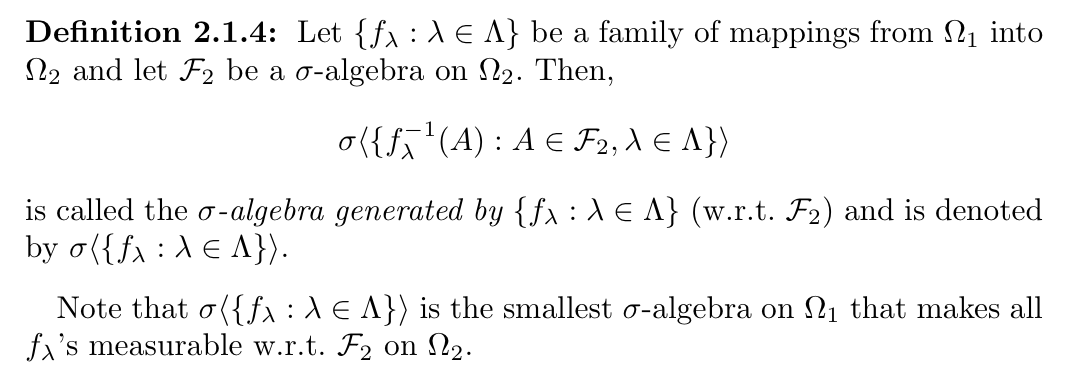 Definition 2.1.4: Let {f_λ : λ ∈ Λ} be a family of mappings from Ω₁ into
Ω₂ and let ℱ₂ be a σ-algebra on Ω₂. Then,
σ⟨{f_λ⁻¹(A) : A ∈ ℱ₂, λ ∈ Λ}⟩
is called the σ-algebra generated by {f_λ : λ ∈ Λ} (w.r.t. ℱ₂) and is denoted
by σ⟨{f_λ : λ ∈ Λ}⟩.
Note that σ⟨{f_λ : λ ∈ Λ}⟩ is the smallest σ-algebra on Ω₁ that makes all
f_λ's measurable w.r.t. ℱ₂ on Ω₂.